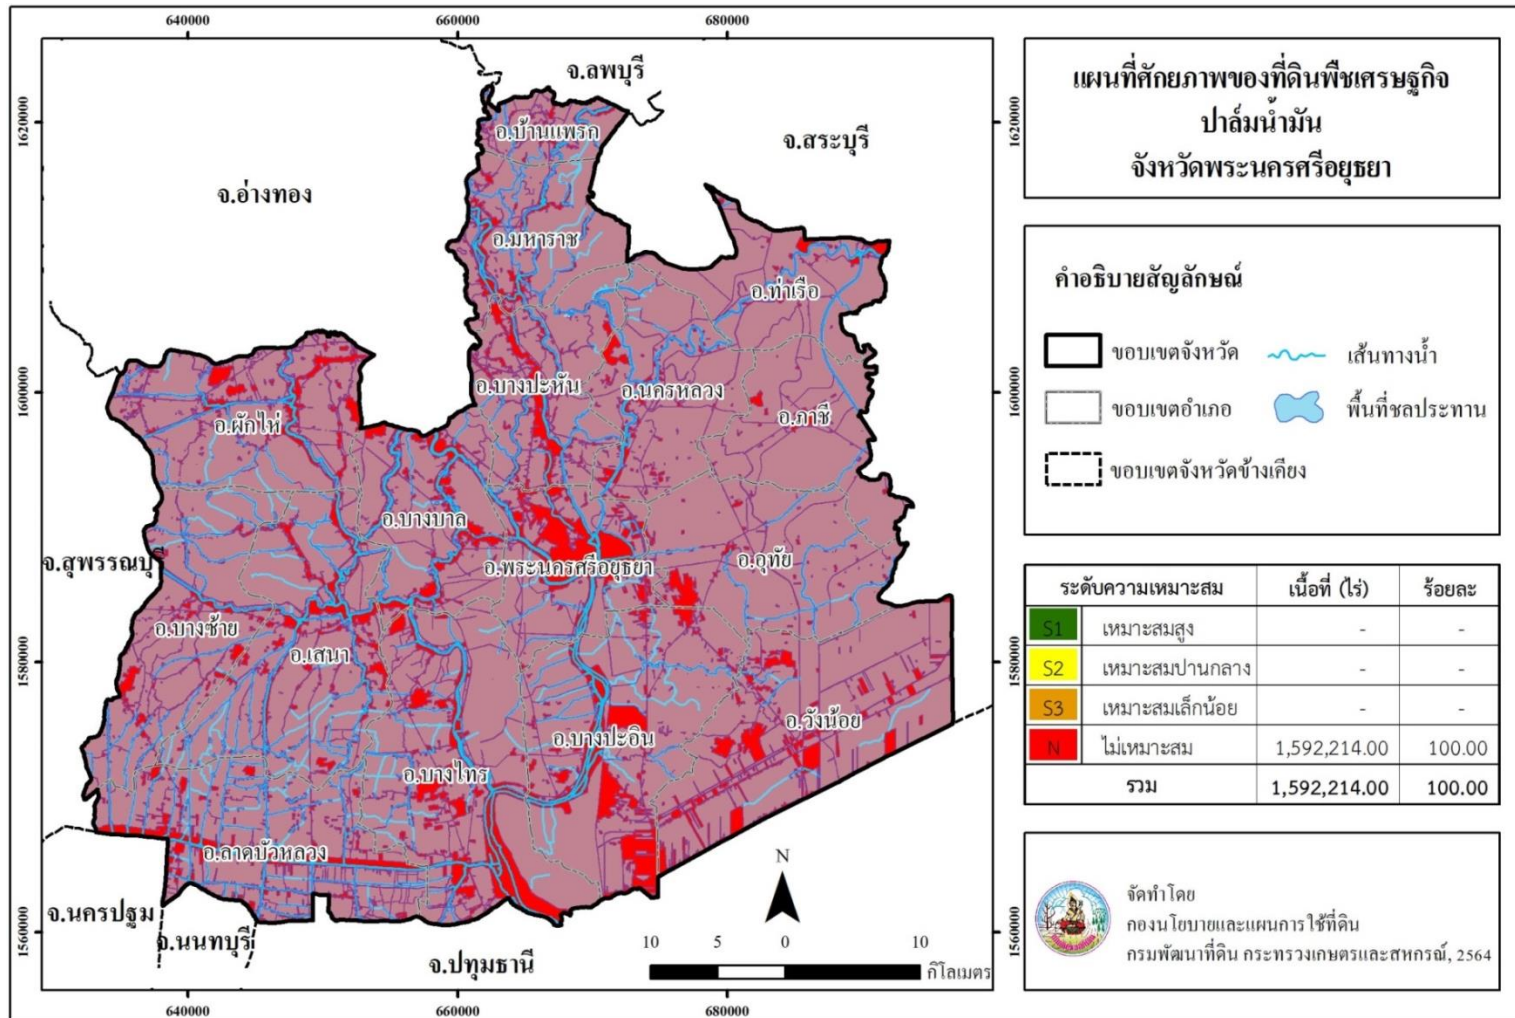 640000
660000
680000
1620000
1600000
1580000
1560000
จ.ลพบุรี
จ.สระบุรี
จ.อ่างทอง
อ.บ้านแพรก
อ.มหาราช
อ.ท่าเรือ
อ.บางปะหัน
อ.นครหลวง
อ.ภาชี
อ.ผักไห่
อ.บางบาล
จ.สุพรรณบุรี
อ.พระนครศรีอยุธยา
อ.อุทัย
อ.บางซ้าย
อ.เสนา
อ.บางปะอิน
อ.วังน้อย
อ.บางไทร
อ.ลาดบัวหลวง
จ.นครปฐม
จ.นนทบุรี
จ.ปทุมธานี
N
10 5 0 10
กิโลเมตร
640000
660000
680000
1620000
1600000
1580000
1560000
แผนที่ศักยภาพของที่ดินพืชเศรษฐกิจ
ปาล์มน้ำมัน
จังหวัดพระนครศรีอยุธยา
คำอธิบายสัญลักษณ์
ขอบเขตจังหวัด เส้นทางน้ำ
ขอบเขตอำเภอ พื้นที่ชลประทาน
ขอบเขตจังหวัดข้างเคียง
ระดับความเหมาะสม เนื้อที่ (ไร่) ร้อยละ
S1 เหมาะสมสูง - -
S2 เหมาะสมปานกลาง - -
S3 เหมาะสมเล็กน้อย - -
N ไม่เหมาะสม 1,592,214.00 100.00
รวม 1,592,214.00 100.00
จัดทำโดย
กองนโยบายและแผนการใช้ที่ดิน
กรมพัฒนาที่ดิน กระทรวงเกษตรและสหกรณ์, 2564